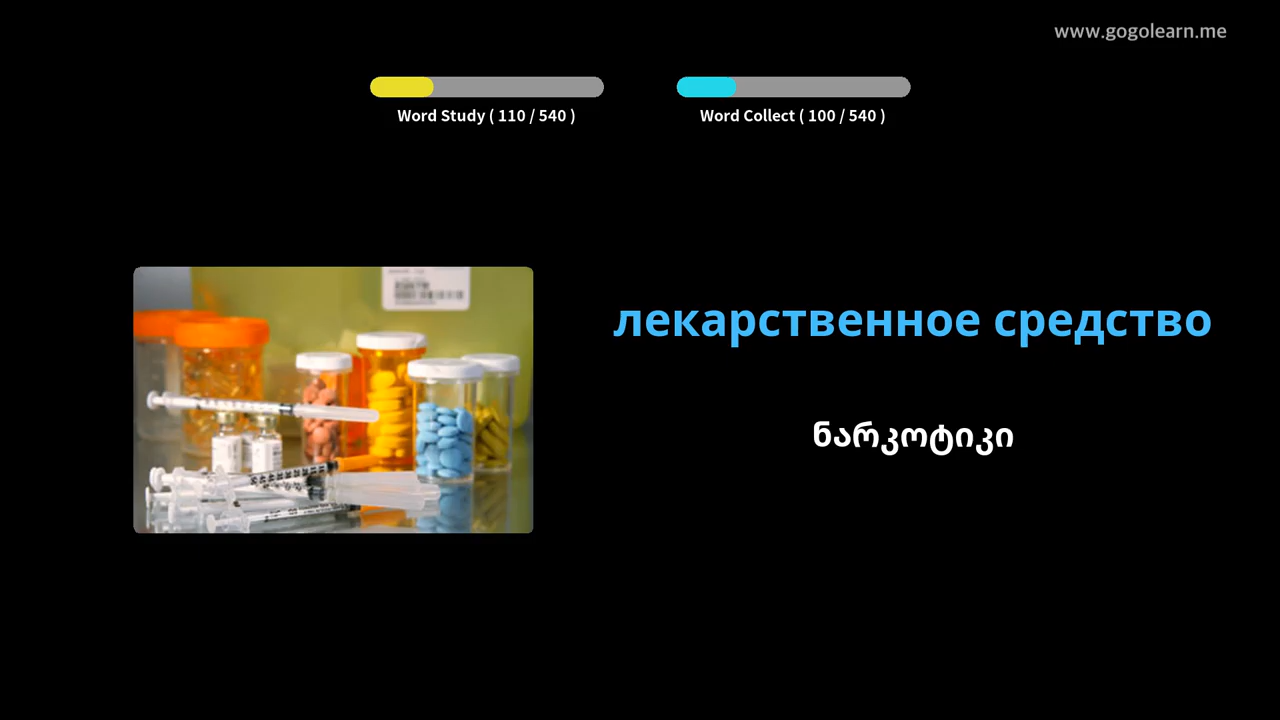 www.gogolearn.me
Word Study ( 110 / 540 )
Word Collect ( 100 / 540 )
лекарственное средство
ნარკოტიკი